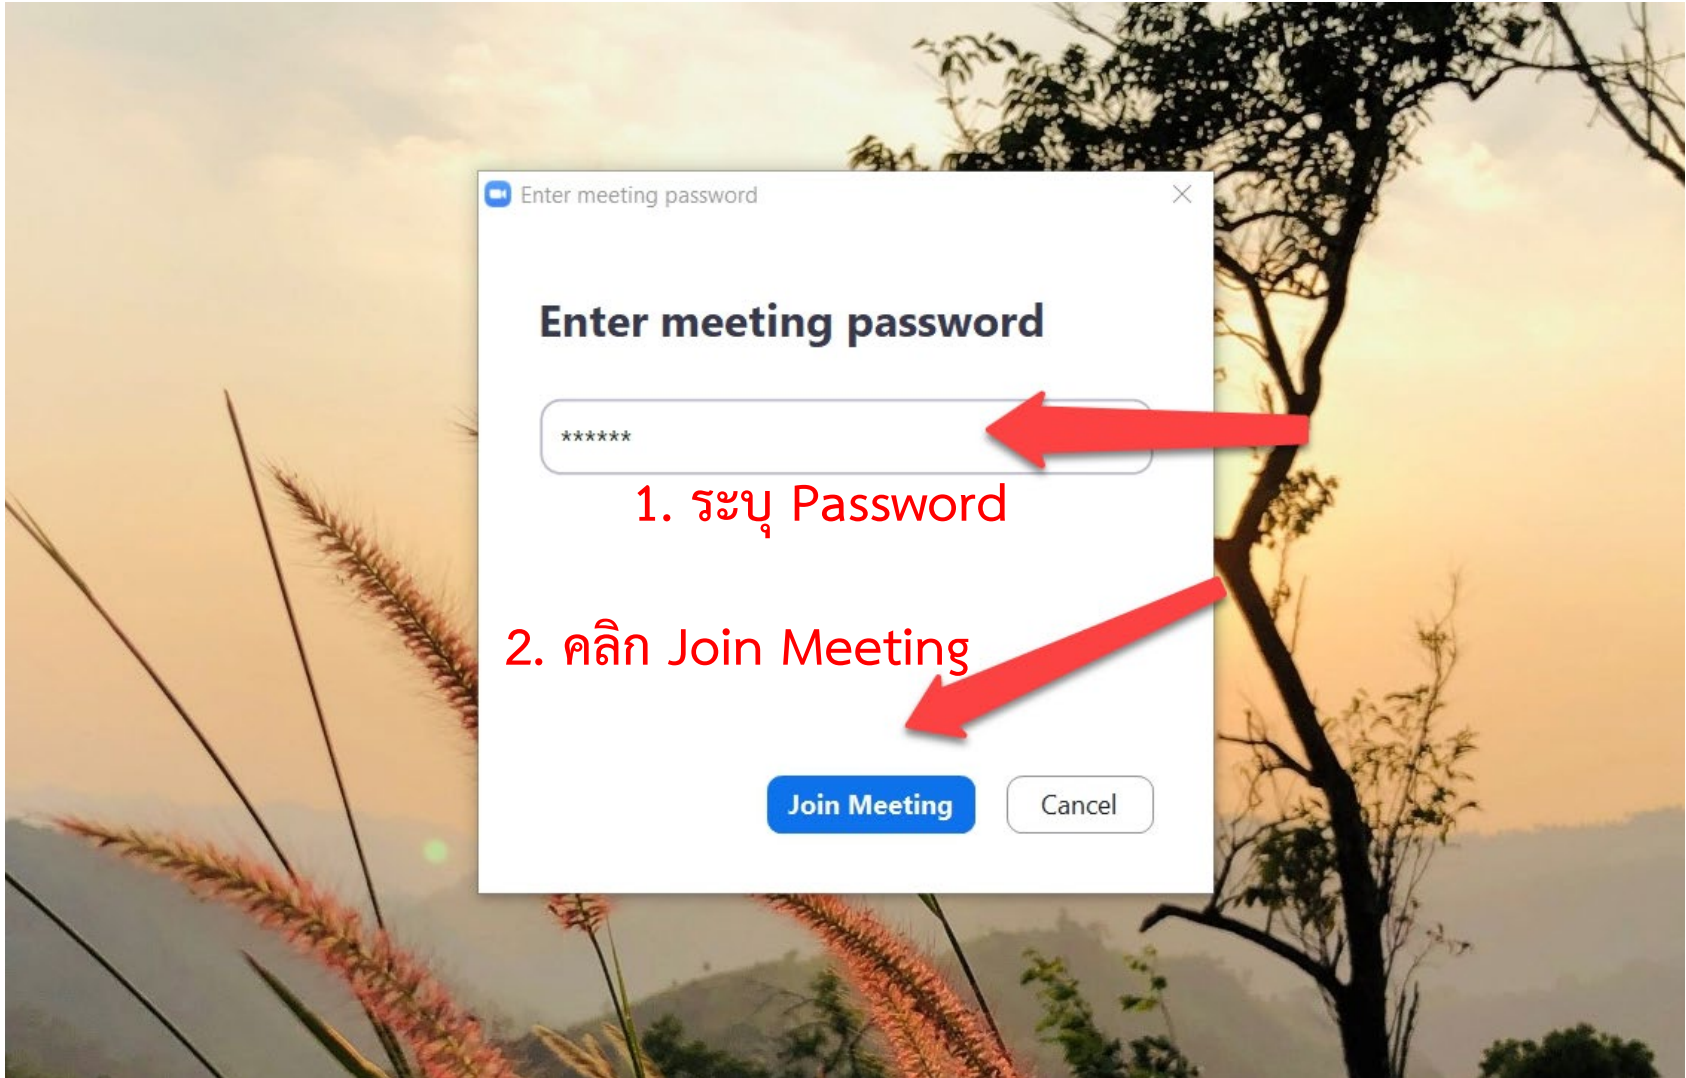 Enter meeting password
Enter meeting password
******
1. ระบุ Password
2. คลิก Join Meeting
Join Meeting
Cancel